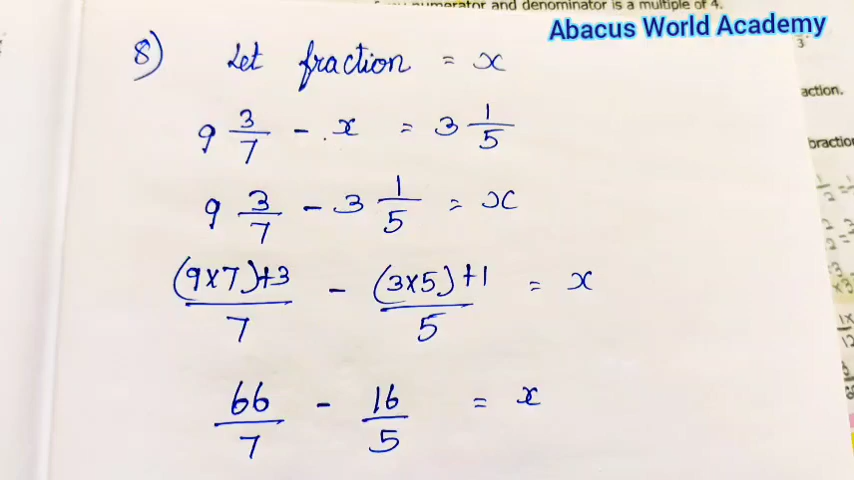 numerator and denominator is a multiple of 4.
Abacus World Academy
8) Let fraction = x
9 3/7 - x = 3 1/5
9 3/7 - 3 1/5 = x
(9x7)+3/7 - (3x5)+1/5 = x
66/7 - 16/5 = x
action.